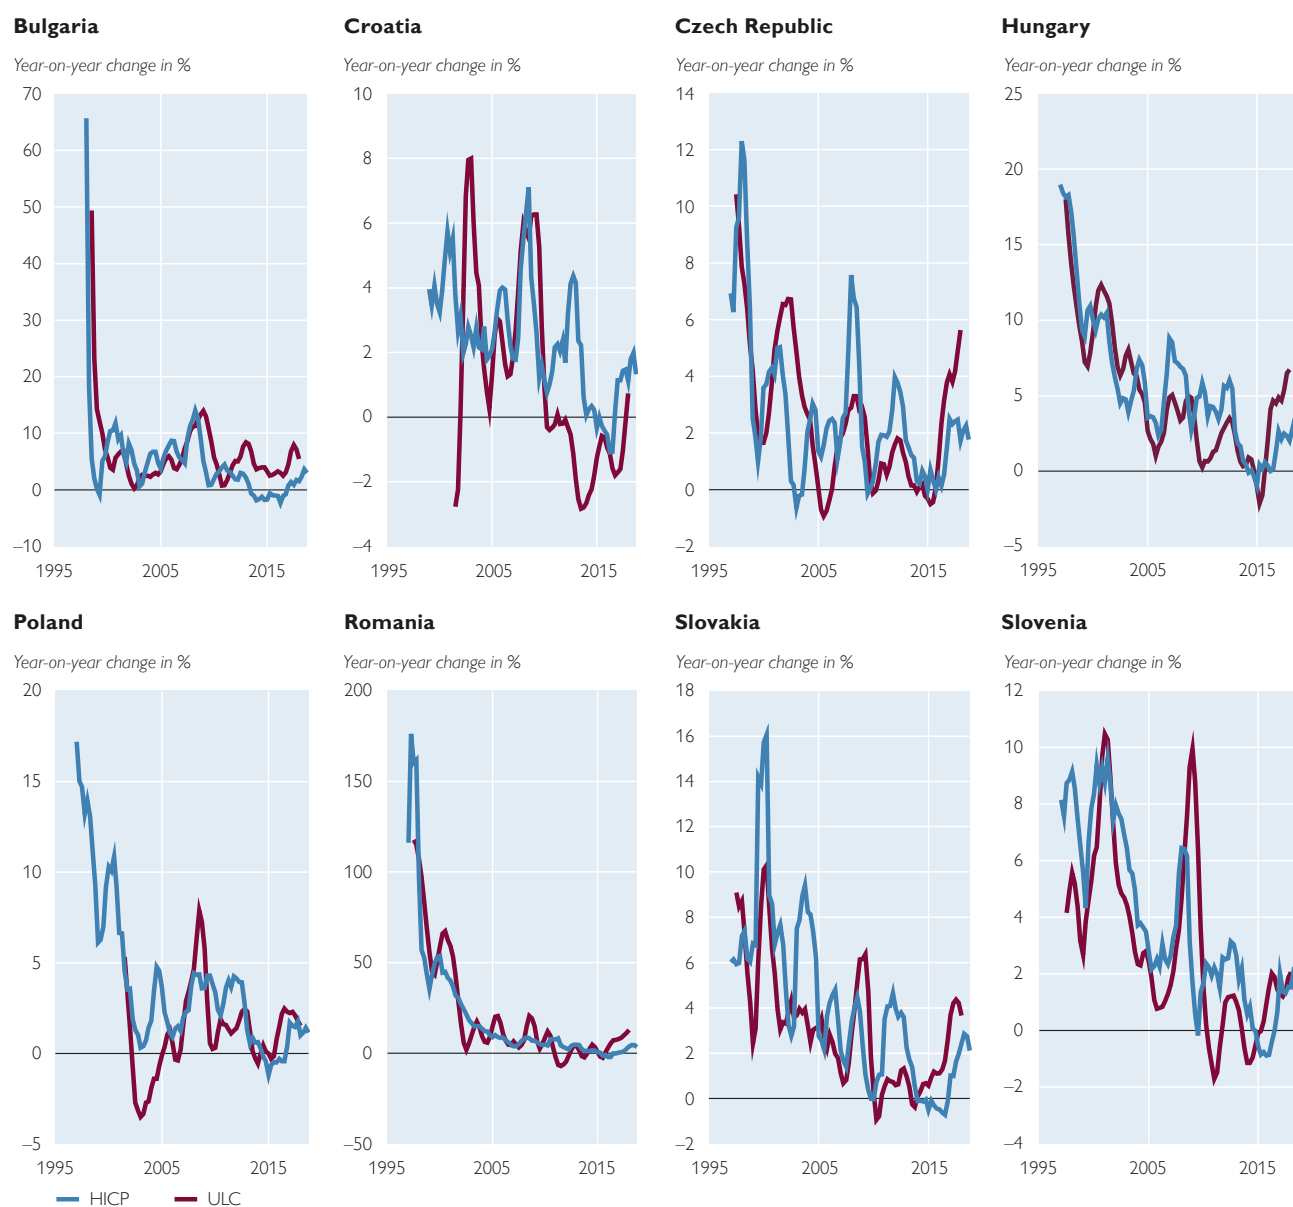 Bulgaria
Year-on-year change in %
70
60
50
40
30
20
10
0
–10
1995 2005 2015
Croatia
Year-on-year change in %
10
8
6
4
2
0
–2
–4
1995 2005 2015
Czech Republic
Year-on-year change in %
14
12
10
8
6
4
2
0
–2
1995 2005 2015
Hungary
Year-on-year change in %
25
20
15
10
5
0
–5
1995 2005 2015
Poland
Year-on-year change in %
20
15
10
5
0
–5
1995 2005 2015
Romania
Year-on-year change in %
200
150
100
50
0
–50
1995 2005 2015
Slovakia
Year-on-year change in %
18
16
14
12
10
8
6
4
2
0
–2
1995 2005 2015
Slovenia
Year-on-year change in %
12
10
8
6
4
2
0
–2
–4
1995 2005 2015
HICP ULC